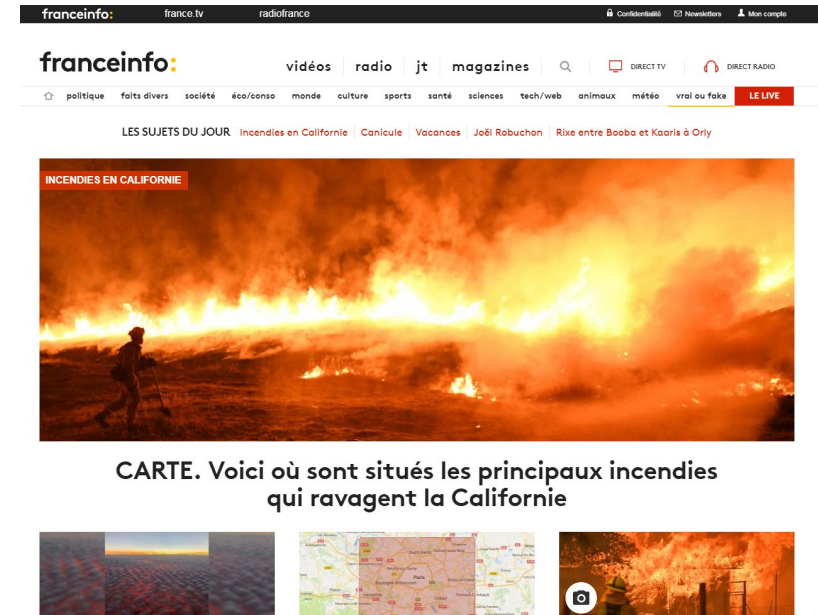 franceinfo: france.tv radiofrance Confidentialité Newsletters Mon compte
franceinfo: vidéos radio jt magazines DIRECT TV DIRECT RADIO
politique faits divers société éco/conso monde culture sports santé sciences tech/web animaux météo vrai ou fake LE LIVE
LES SUJETS DU JOUR Incendies en Californie Canicule Vacances Joël Robuchon Rixe entre Booba et Kaaris à Orly
INCENDIES EN CALIFORNIE
CARTE. Voici où sont situés les principaux incendies
qui ravagent la Californie
Paris